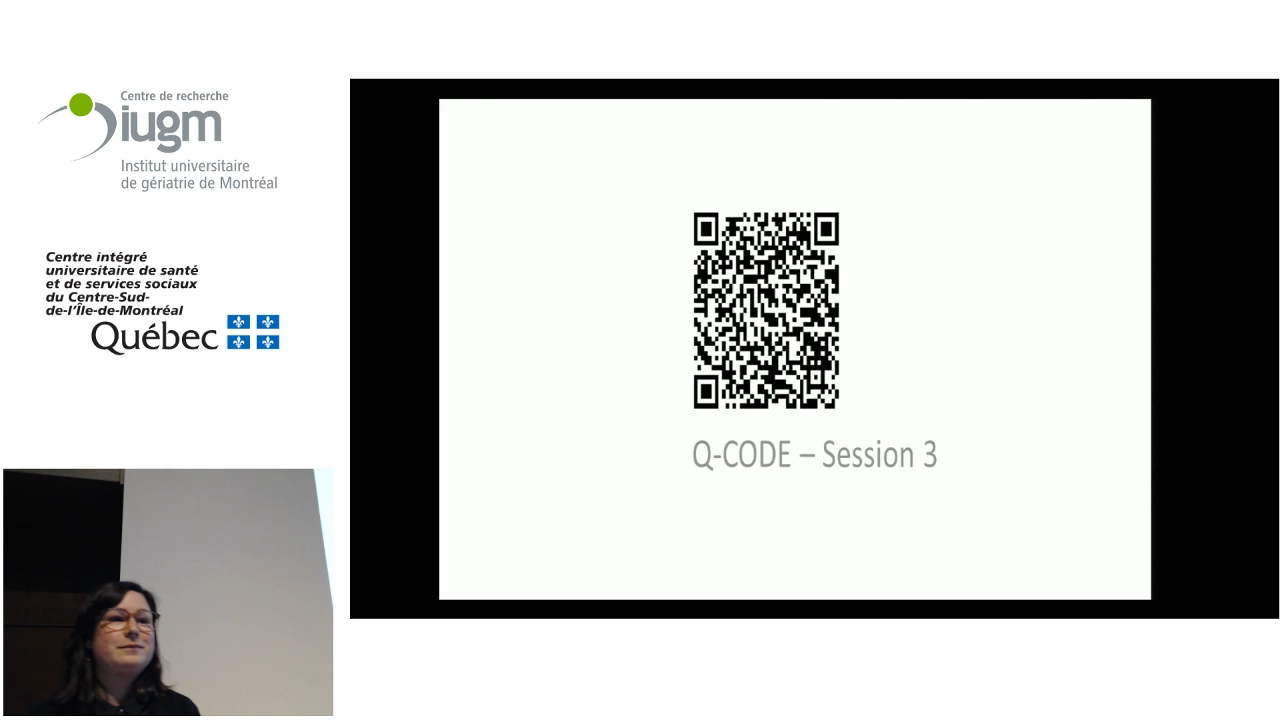 Centre de recherche
iugm
Institut universitaire
de gériatrie de Montréal
Centre intégré
universitaire de santé
et de services sociaux
du Centre-Sud-
de-l'Île-de-Montréal
Québec
Q-CODE – Session 3